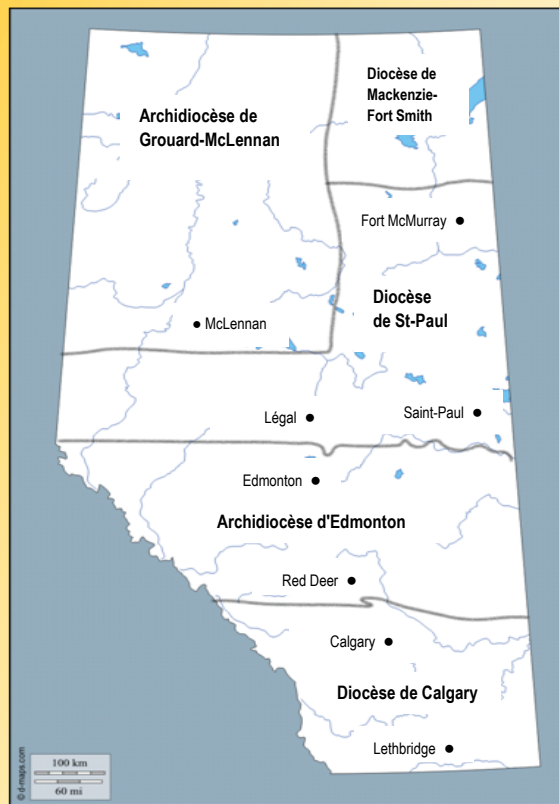 Diocèse de
Mackenzie-
Fort Smith
Archidiocèse de
Grouard-McLennan
Fort McMurray
Diocèse
de St-Paul
McLennan
Légal
Saint-Paul
Edmonton
Archidiocèse d'Edmonton
Red Deer
Calgary
Diocèse de Calgary
Lethbridge
100 km
60 mi
© d-maps.com